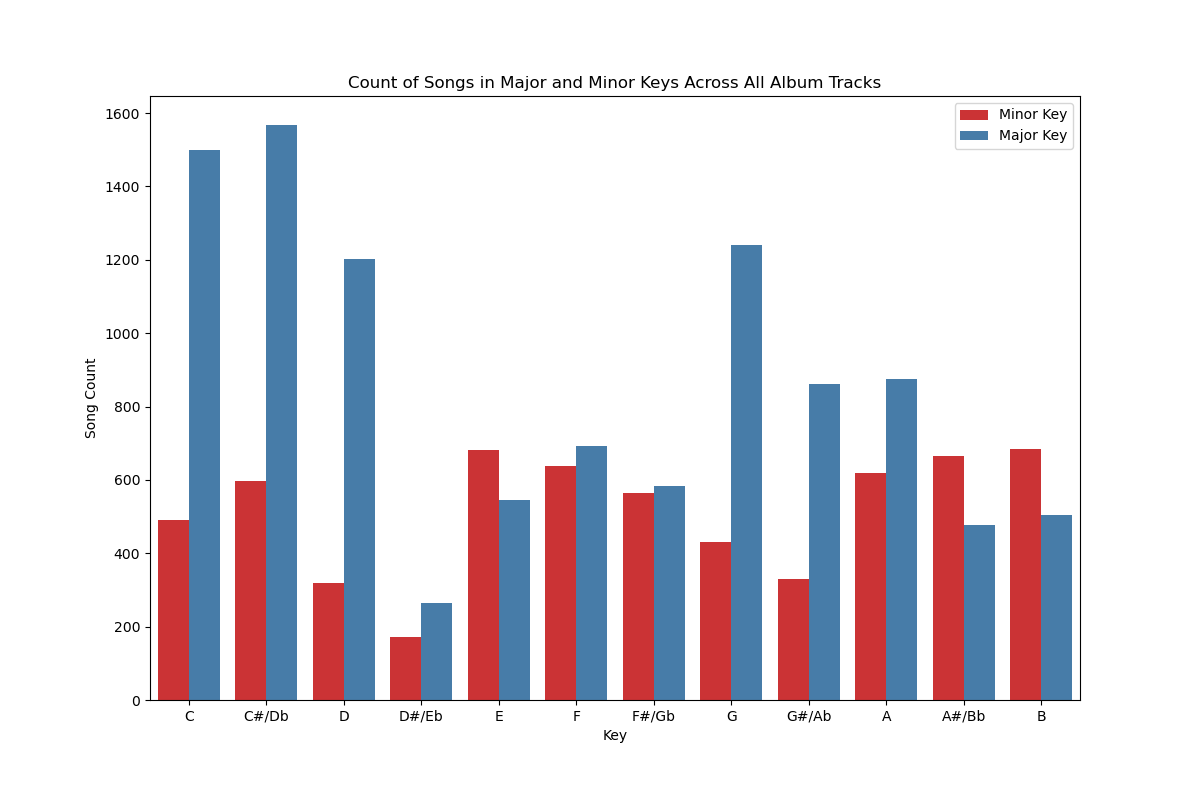 Count of Songs in Major and Minor Keys Across All Album Tracks
Minor Key
Major Key
1600
1400
1200
1000
800
600
400
200
0
Song Count
C C#/Db D D#/Eb E F F#/Gb G G#/Ab A A#/Bb B
Key